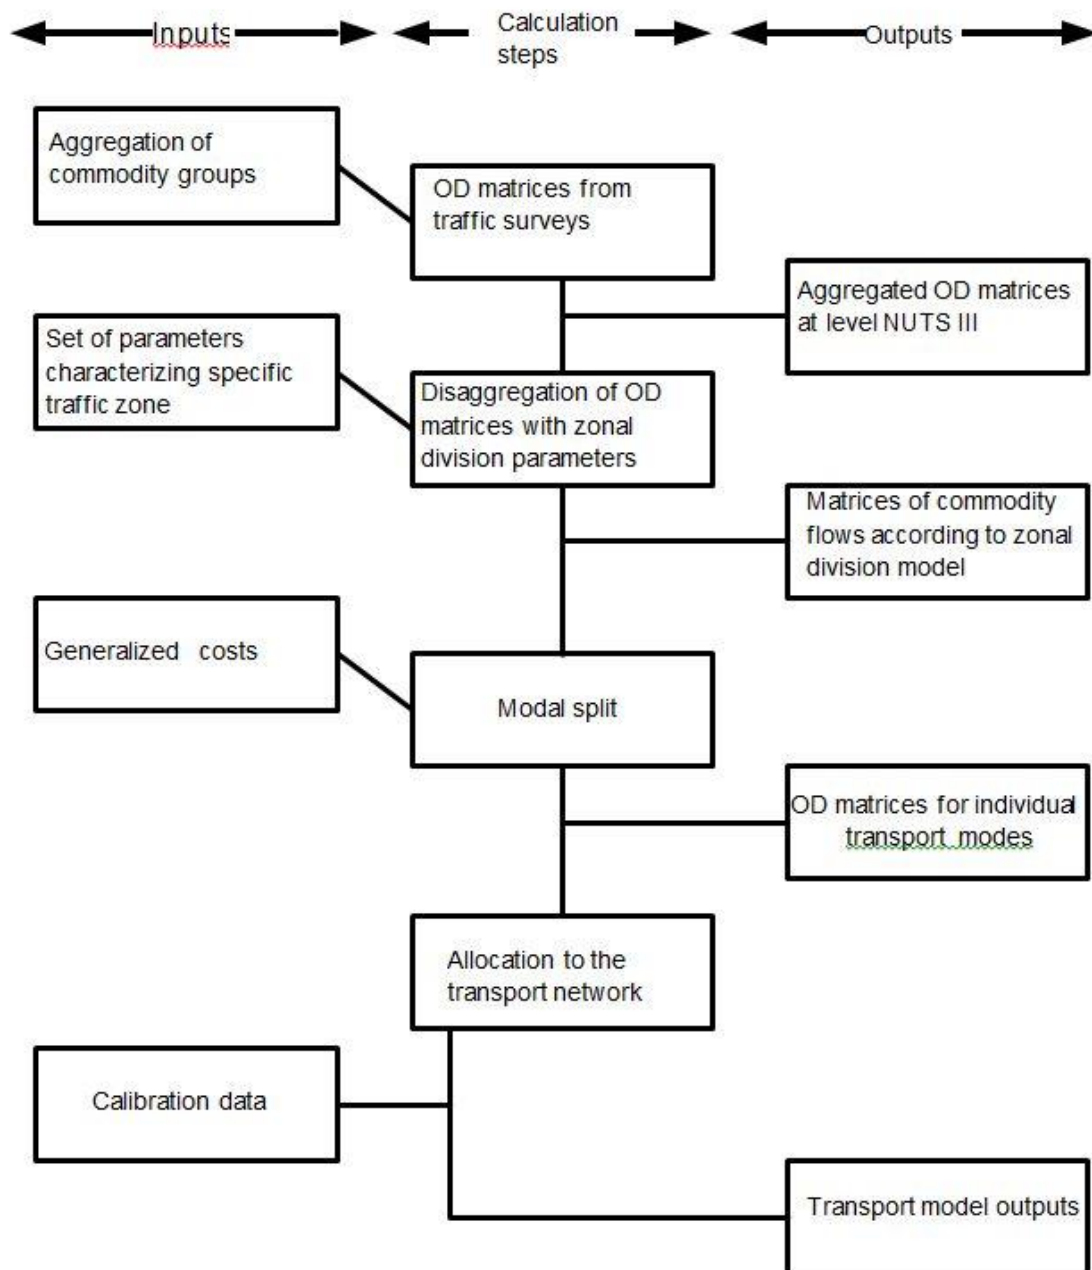 Inputs
Calculation
steps
Outputs
Aggregation of
commodity groups
OD matrices from
traffic surveys
Aggregated OD matrices
at level NUTS III
Set of parameters
characterizing specific
traffic zone
Disaggregation of OD
matrices with zonal
division parameters
Matrices of commodity
flows according to zonal
division model
Generalized costs
Modal split
OD matrices for individual
transport modes
Allocation to the
transport network
Calibration data
Transport model outputs